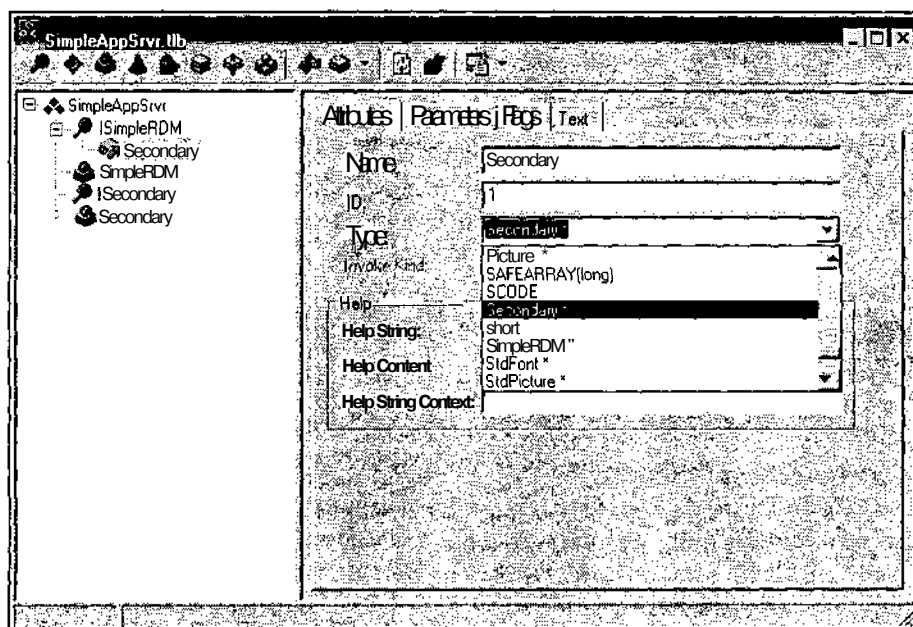 SimpleAppSrvr.tlb
SimpleAppSrvr
ISimpleRDM
Secondary
SimpleRDM
ISecondary
Secondary
Attributes | Parameters | Flags | Text
Name: Secondary
ID: 1
Type: Secondary *
Invoke Kind:
Picture *
SAFEARRAY(long)
SCODE
Secondary *
short
SimpleRDM *
StdFont *
StdPicture *
Help
Help String:
Help Content
Help String Context: